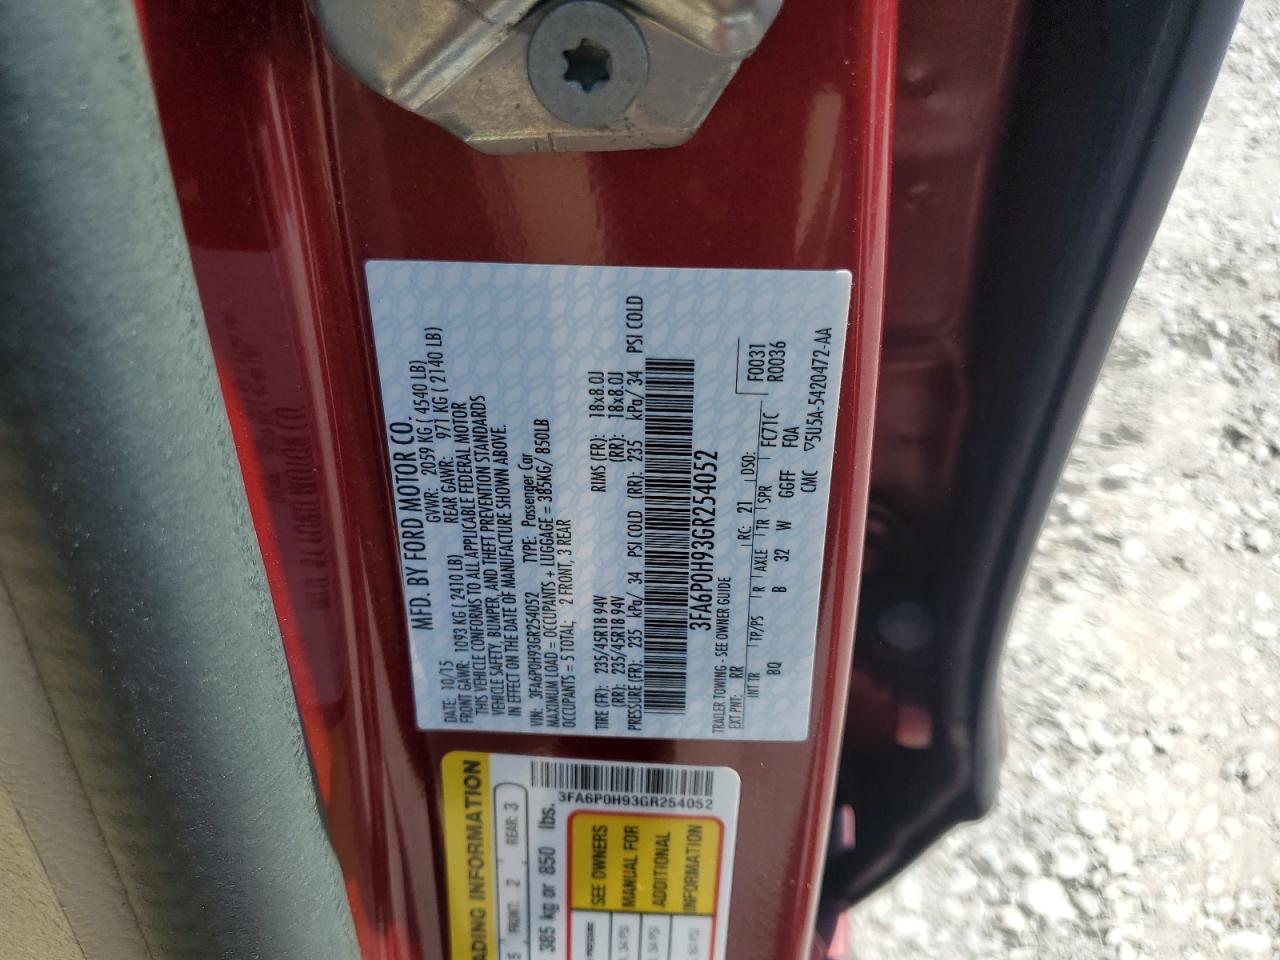 MFD. BY FORD MOTOR CO.
DATE: 10/15 GVWR: 2059 KG ( 4540 LB)
FRONT GAWR: 1093 KG ( 2410 LB) REAR GAWR: 971 KG ( 2140 LB)
THIS VEHICLE CONFORMS TO ALL APPLICABLE FEDERAL MOTOR
VEHICLE SAFETY, BUMPER, AND THEFT PREVENTION STANDARDS
IN EFFECT ON THE DATE OF MANUFACTURE SHOWN ABOVE.
VIN: 3FA6P0H93GR254052 TYPE: Passenger Car
MAXIMUM LOAD = OCCUPANTS + LUGGAGE = 385KG/ 850LB
OCCUPANTS = 5 TOTAL: 2 FRONT, 3 REAR
TIRE (FR): 235/45R18 94V RIMS (FR): 18x8.0J
(RR): 235/45R18 94V (RR): 18x8.0J
PRESSURE (FR): 235 kPa/ 34 PSI COLD (RR): 235 kPa/ 34 PSI COLD
3FA6P0H93GR254052
TRAILER TOWING - SEE OWNER GUIDE F0031
EXT PNT: RR RC: 21 DSO: R0036
INT TR TP/PS R AXLE TR SPR FC71C
8Q B 32 W GGFF F0A
CMC ▽5U5A-5420472-AA
ADING INFORMATION
5 FRONT: 2 REAR: 3
385 kg or 850 lbs.
3FA6P0H93GR254052
SEE OWNERS
MANUAL FOR
ADDITIONAL
INFORMATION